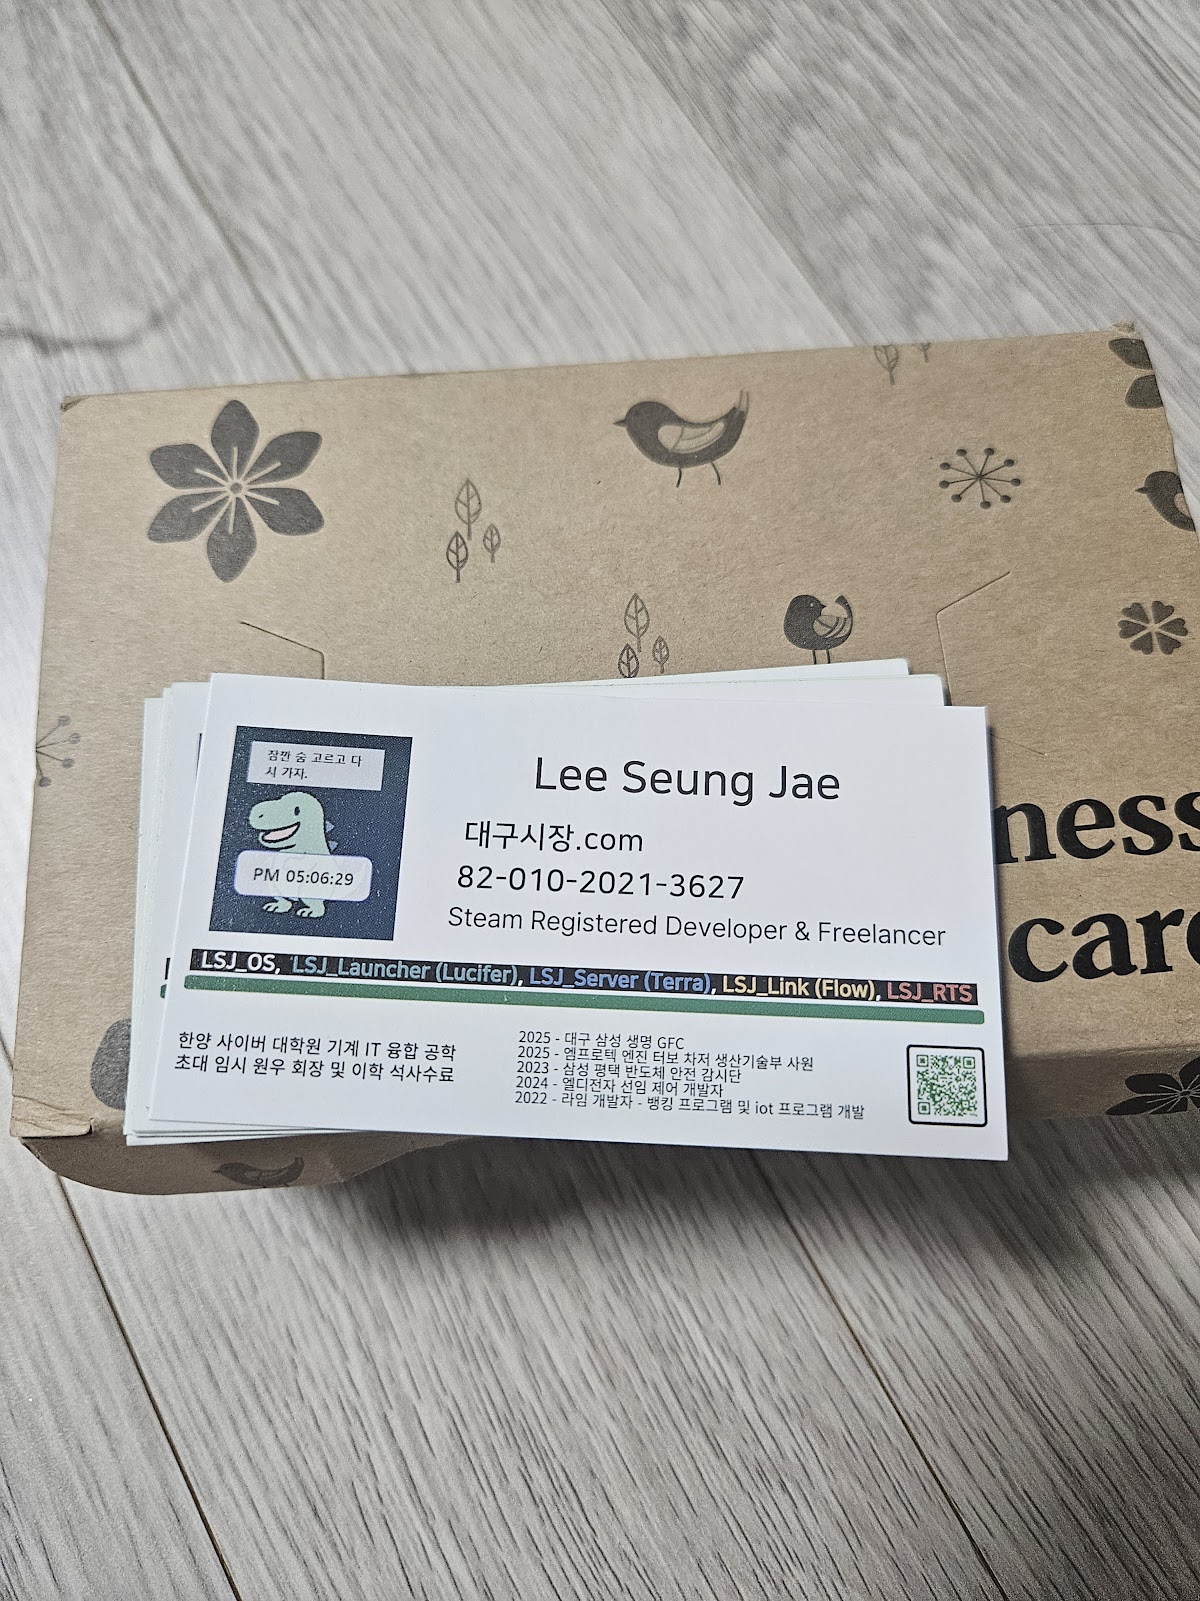 잠깐 숨 고르고 다
시 가자.
PM 05:06:29
Lee Seung Jae
대구시장.com
82-010-2021-3627
Steam Registered Developer & Freelancer
LSJ_OS, 'LSJ_Launcher (Lucifer), LSJ_Server (Terra), LSJ_Link (Flow), LSJ_RTS
한양 사이버 대학원 기계 IT 융합 공학
초대 임시 원우 회장 및 이학 석사수료
2025 - 대구 삼성 생명 GFC
2025 - 엠프로텍 엔진 터보 차저 생산기술부 사원
2023 - 삼성 평택 반도체 안전 감시단
2024 - 엘디전자 선임 제어 개발자
2022 - 라임 개발자 - 뱅킹 프로그램 및 iot 프로그램 개발
ness
car